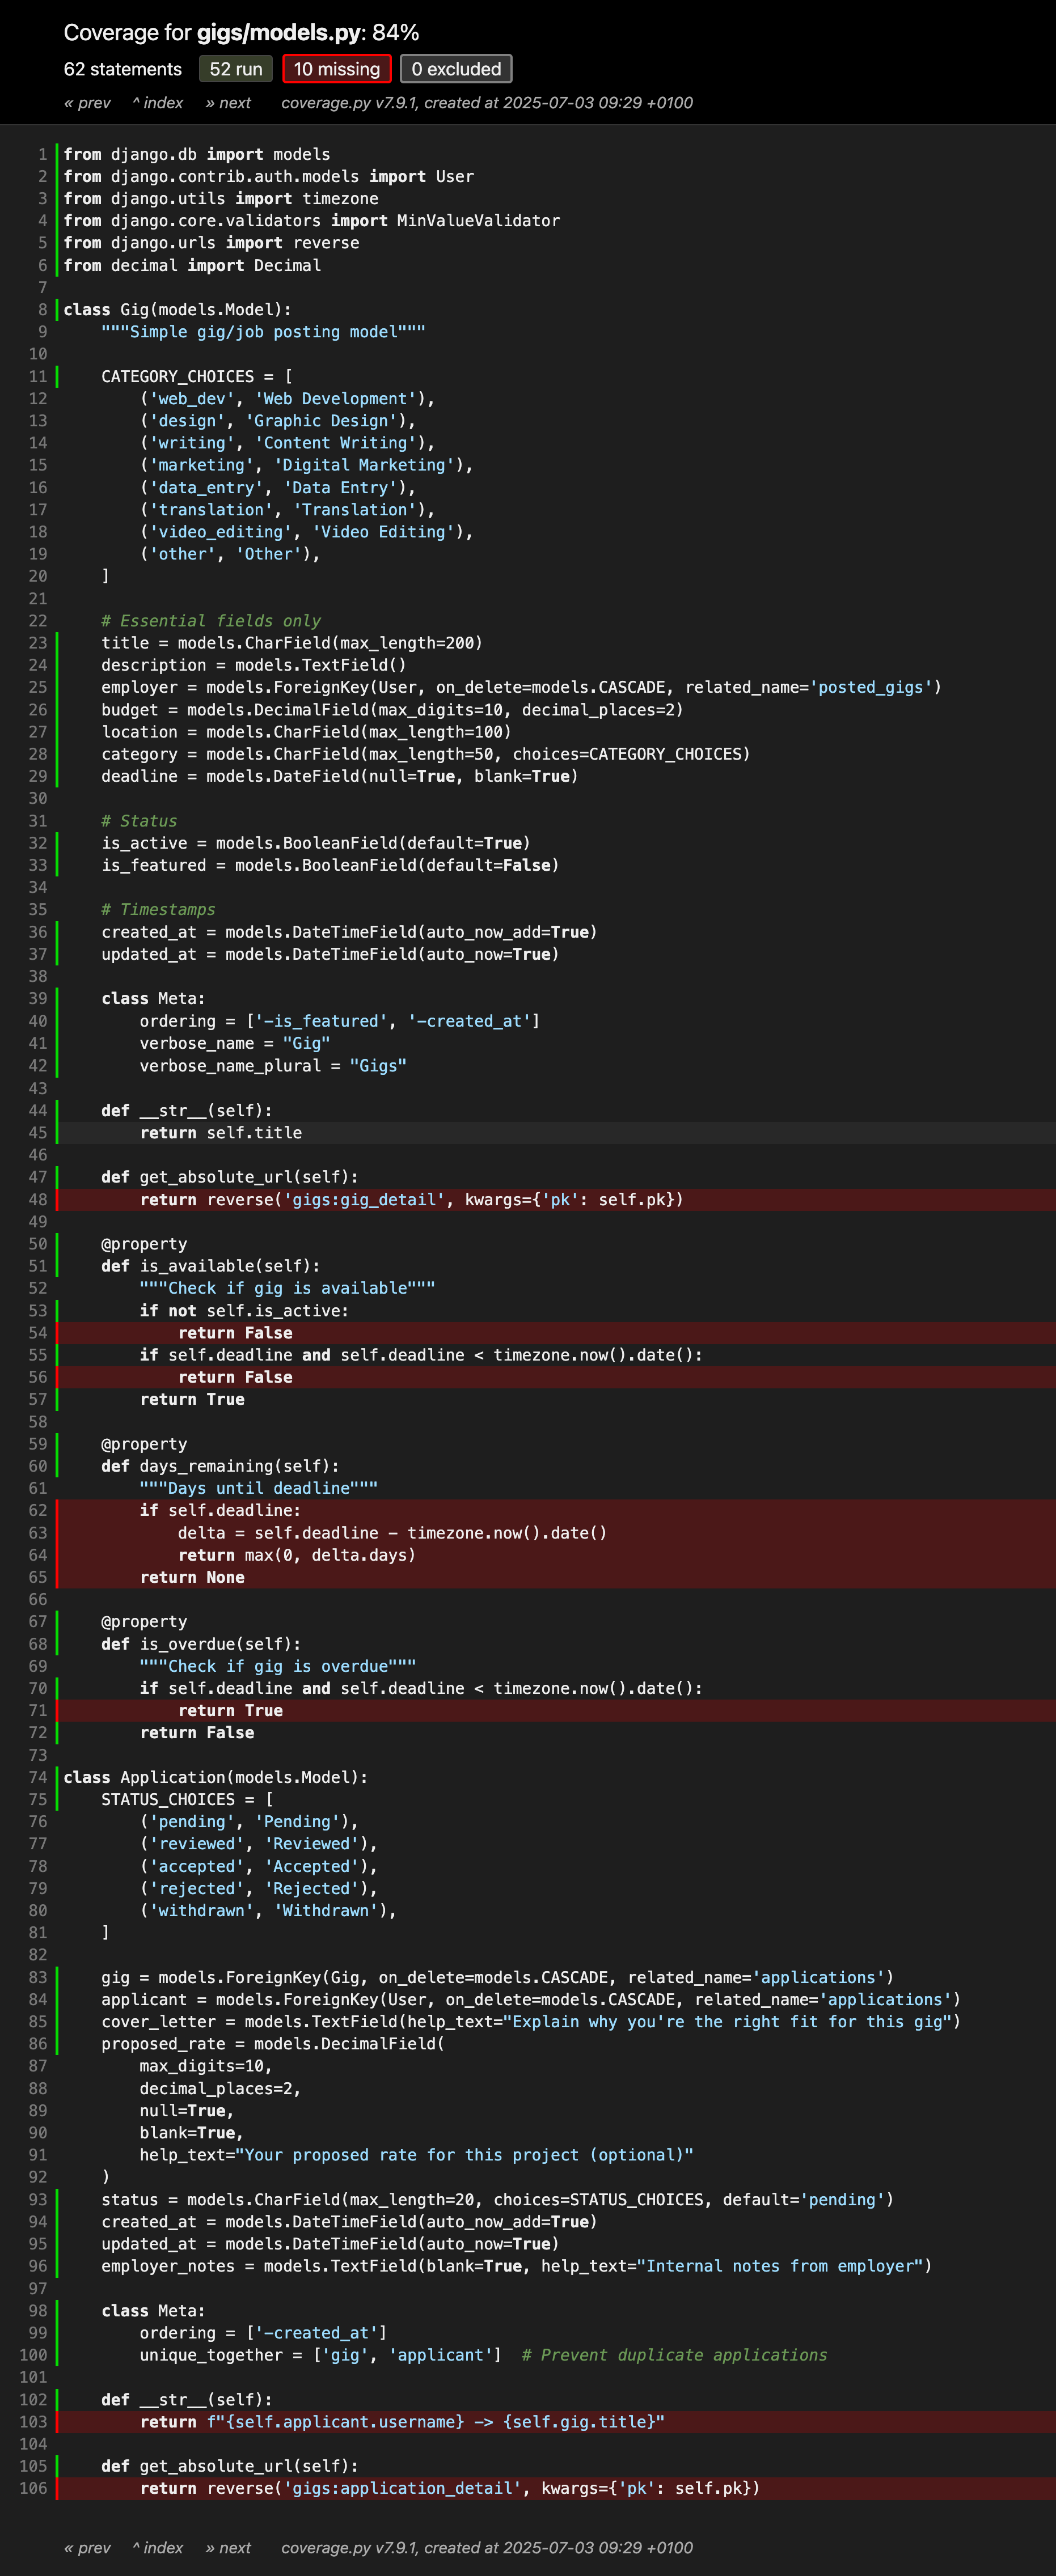 Coverage for gigs/models.py: 84%
62 statements 52 run 10 missing 0 excluded
« prev ^ index » next coverage.py v7.9.1, created at 2025-07-03 09:29 +0100
1 from django.db import models
2 from django.contrib.auth.models import User
3 from django.utils import timezone
4 from django.core.validators import MinValueValidator
5 from django.urls import reverse
6 from decimal import Decimal
7
8 class Gig(models.Model):
9     """Simple gig/job posting model"""
10
11     CATEGORY_CHOICES = [
12         ('web_dev', 'Web Development'),
13         ('design', 'Graphic Design'),
14         ('writing', 'Content Writing'),
15         ('marketing', 'Digital Marketing'),
16         ('data_entry', 'Data Entry'),
17         ('translation', 'Translation'),
18         ('video_editing', 'Video Editing'),
19         ('other', 'Other'),
20     ]
21
22     # Essential fields only
23     title = models.CharField(max_length=200)
24     description = models.TextField()
25     employer = models.ForeignKey(User, on_delete=models.CASCADE, related_name='posted_gigs')
26     budget = models.DecimalField(max_digits=10, decimal_places=2)
27     location = models.CharField(max_length=100)
28     category = models.CharField(max_length=50, choices=CATEGORY_CHOICES)
29     deadline = models.DateField(null=True, blank=True)
30
31     # Status
32     is_active = models.BooleanField(default=True)
33     is_featured = models.BooleanField(default=False)
34
35     # Timestamps
36     created_at = models.DateTimeField(auto_now_add=True)
37     updated_at = models.DateTimeField(auto_now=True)
38
39     class Meta:
40         ordering = ['-is_featured', '-created_at']
41         verbose_name = "Gig"
42         verbose_name_plural = "Gigs"
43
44     def __str__(self):
45         return self.title
46
47     def get_absolute_url(self):
48         return reverse('gigs:gig_detail', kwargs={'pk': self.pk})
49
50     @property
51     def is_available(self):
52         """Check if gig is available"""
53         if not self.is_active:
54             return False
55         if self.deadline and self.deadline < timezone.now().date():
56             return False
57         return True
58
59     @property
60     def days_remaining(self):
61         """Days until deadline"""
62         if self.deadline:
63             delta = self.deadline - timezone.now().date()
64             return max(0, delta.days)
65         return None
66
67     @property
68     def is_overdue(self):
69         """Check if gig is overdue"""
70         if self.deadline and self.deadline < timezone.now().date():
71             return True
72         return False
73
74 class Application(models.Model):
75     STATUS_CHOICES = [
76         ('pending', 'Pending'),
77         ('reviewed', 'Reviewed'),
78         ('accepted', 'Accepted'),
79         ('rejected', 'Rejected'),
80         ('withdrawn', 'Withdrawn'),
81     ]
82
83     gig = models.ForeignKey(Gig, on_delete=models.CASCADE, related_name='applications')
84     applicant = models.ForeignKey(User, on_delete=models.CASCADE, related_name='applications')
85     cover_letter = models.TextField(help_text="Explain why you're the right fit for this gig")
86     proposed_rate = models.DecimalField(
87         max_digits=10,
88         decimal_places=2,
89         null=True,
90         blank=True,
91         help_text="Your proposed rate for this project (optional)"
92     )
93     status = models.CharField(max_length=20, choices=STATUS_CHOICES, default='pending')
94     created_at = models.DateTimeField(auto_now_add=True)
95     updated_at = models.DateTimeField(auto_now=True)
96     employer_notes = models.TextField(blank=True, help_text="Internal notes from employer")
97
98     class Meta:
99         ordering = ['-created_at']
100         unique_together = ['gig', 'applicant']  # Prevent duplicate applications
101
102     def __str__(self):
103         return f"{self.applicant.username} -> {self.gig.title}"
104
105     def get_absolute_url(self):
106         return reverse('gigs:application_detail', kwargs={'pk': self.pk})
« prev ^ index » next coverage.py v7.9.1, created at 2025-07-03 09:29 +0100